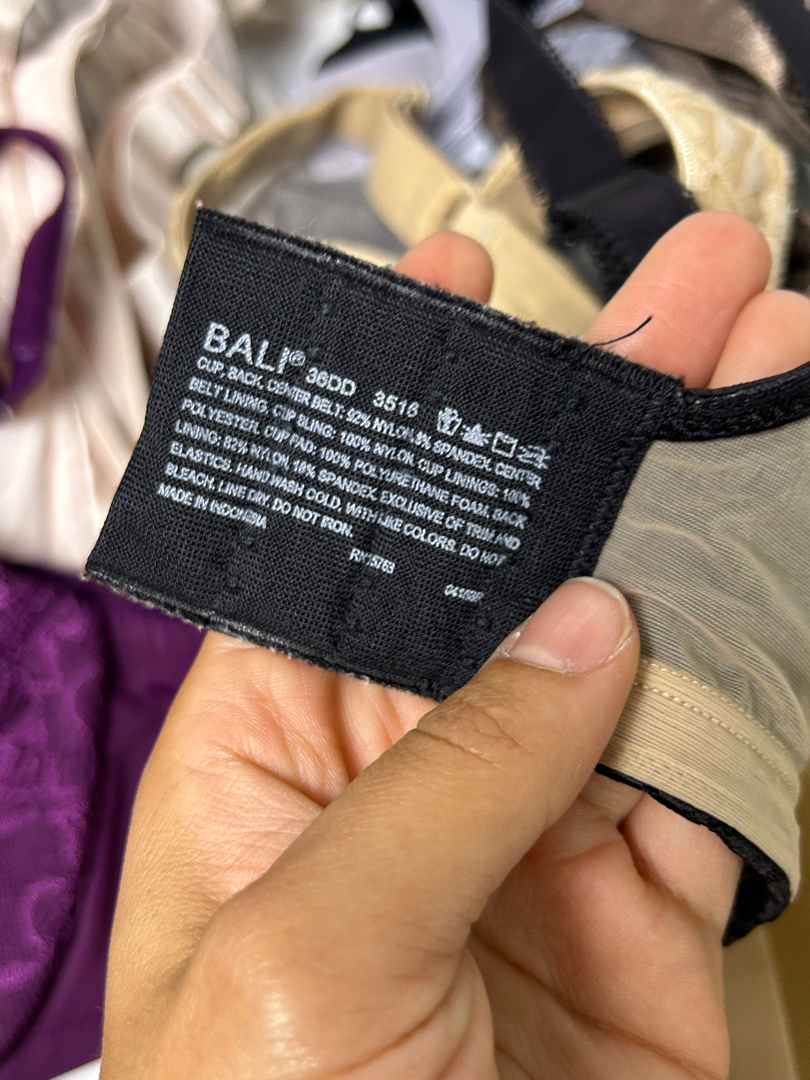 BALI® 36DD 3516
CUP, BACK, CENTER BELT: 92% NYLON, 8% SPANDEX. CENTER
BELT LINING, CUP SLING: 100% NYLON. CUP LININGS: 100%
POLYESTER. CUP PAD: 100% POLYURETHANE FOAM. BACK
LINING: 82% NYLON, 18% SPANDEX. EXCLUSIVE OF TRIM AND
ELASTICS. HAND WASH COLD, WITH LIKE COLORS. DO NOT
BLEACH. LINE DRY. DO NOT IRON.
MADE IN INDONESIA
RN15763